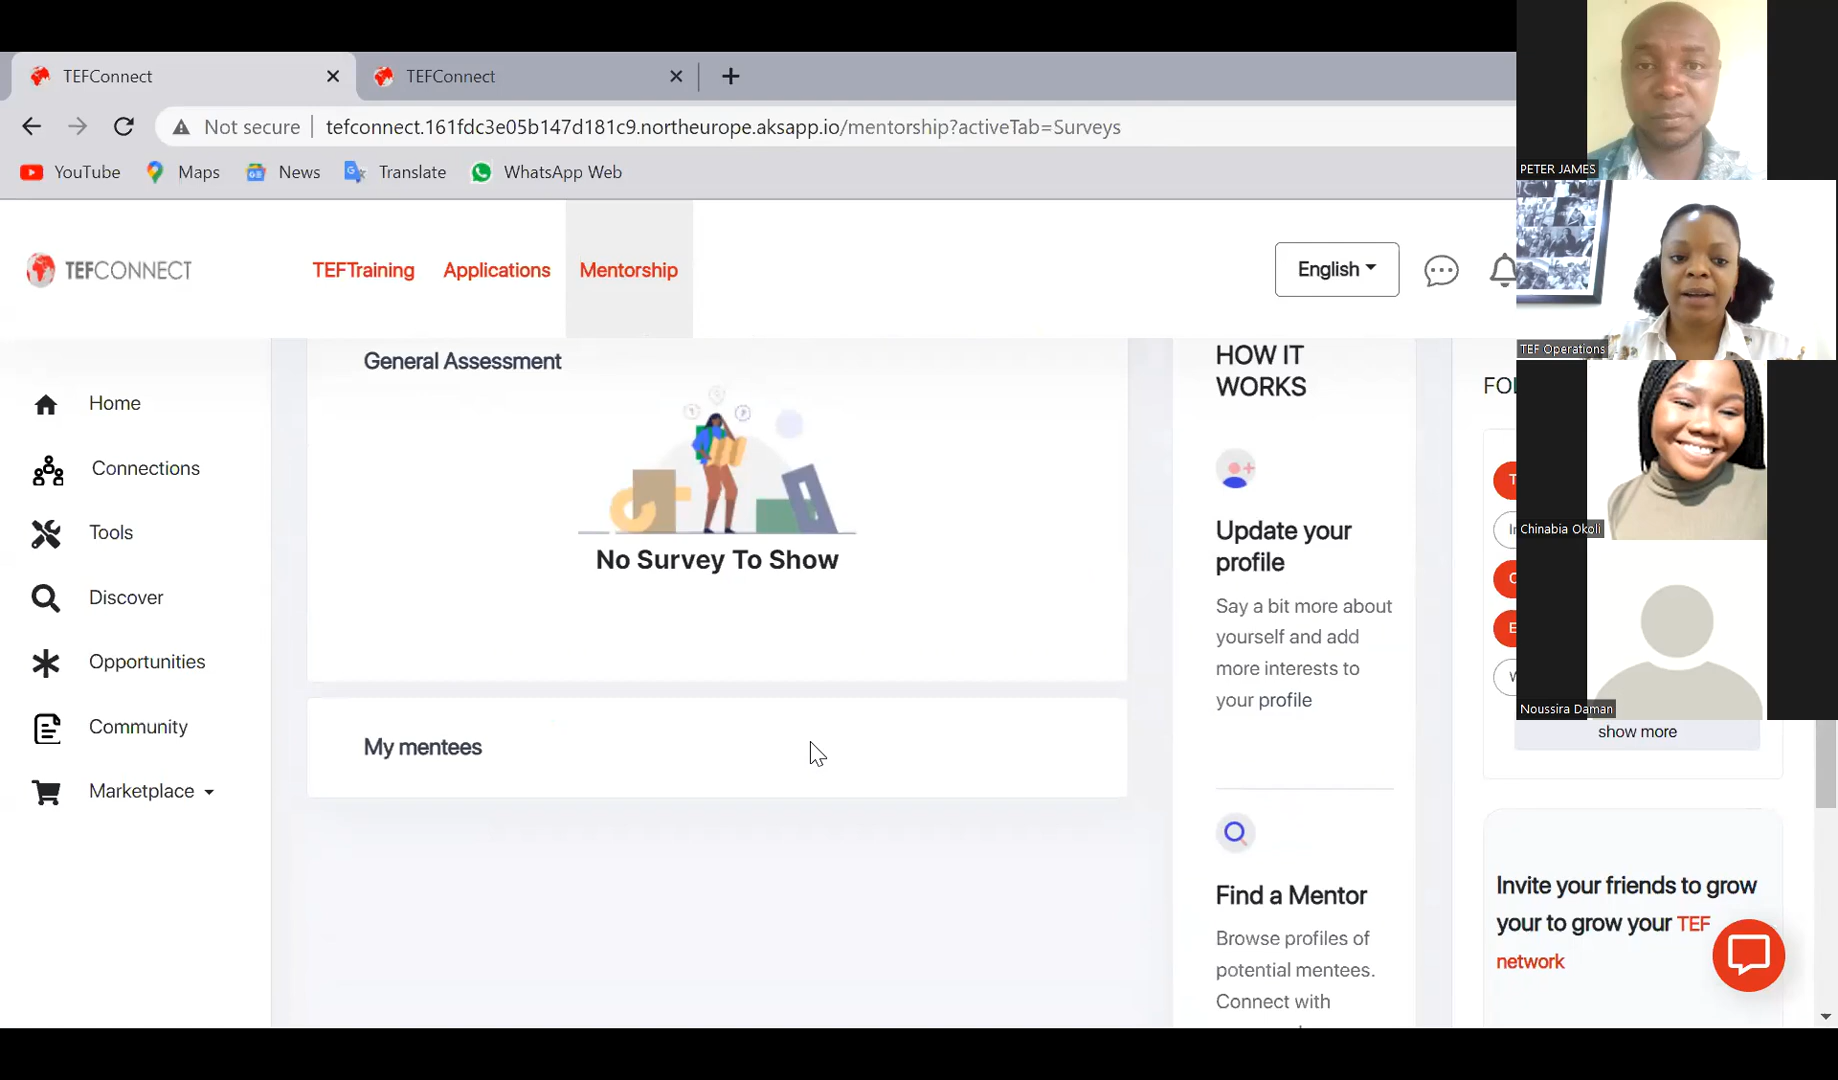 TEFConnect
TEFConnect
Not secure
tefconnect.161fdc3e05b147d181c9.northeurope.aksapp.io/mentorship?activeTab=Surveys
YouTube
Maps
News
Translate
WhatsApp Web
TEFCONNECT
TEFTraining
Applications
Mentorship
English
Home
Connections
Tools
Discover
Opportunities
Community
Marketplace
General Assessment
No Survey To Show
My mentees
HOW IT
WORKS
Update your
profile
Say a bit more about
yourself and add
more interests to
your profile
Find a Mentor
Browse profiles of
potential mentees.
Connect with
show more
Invite your friends to grow
your to grow your TEF
network
PETER JAMES
TEF Operations
Chinabia Okoli
Noussira Daman